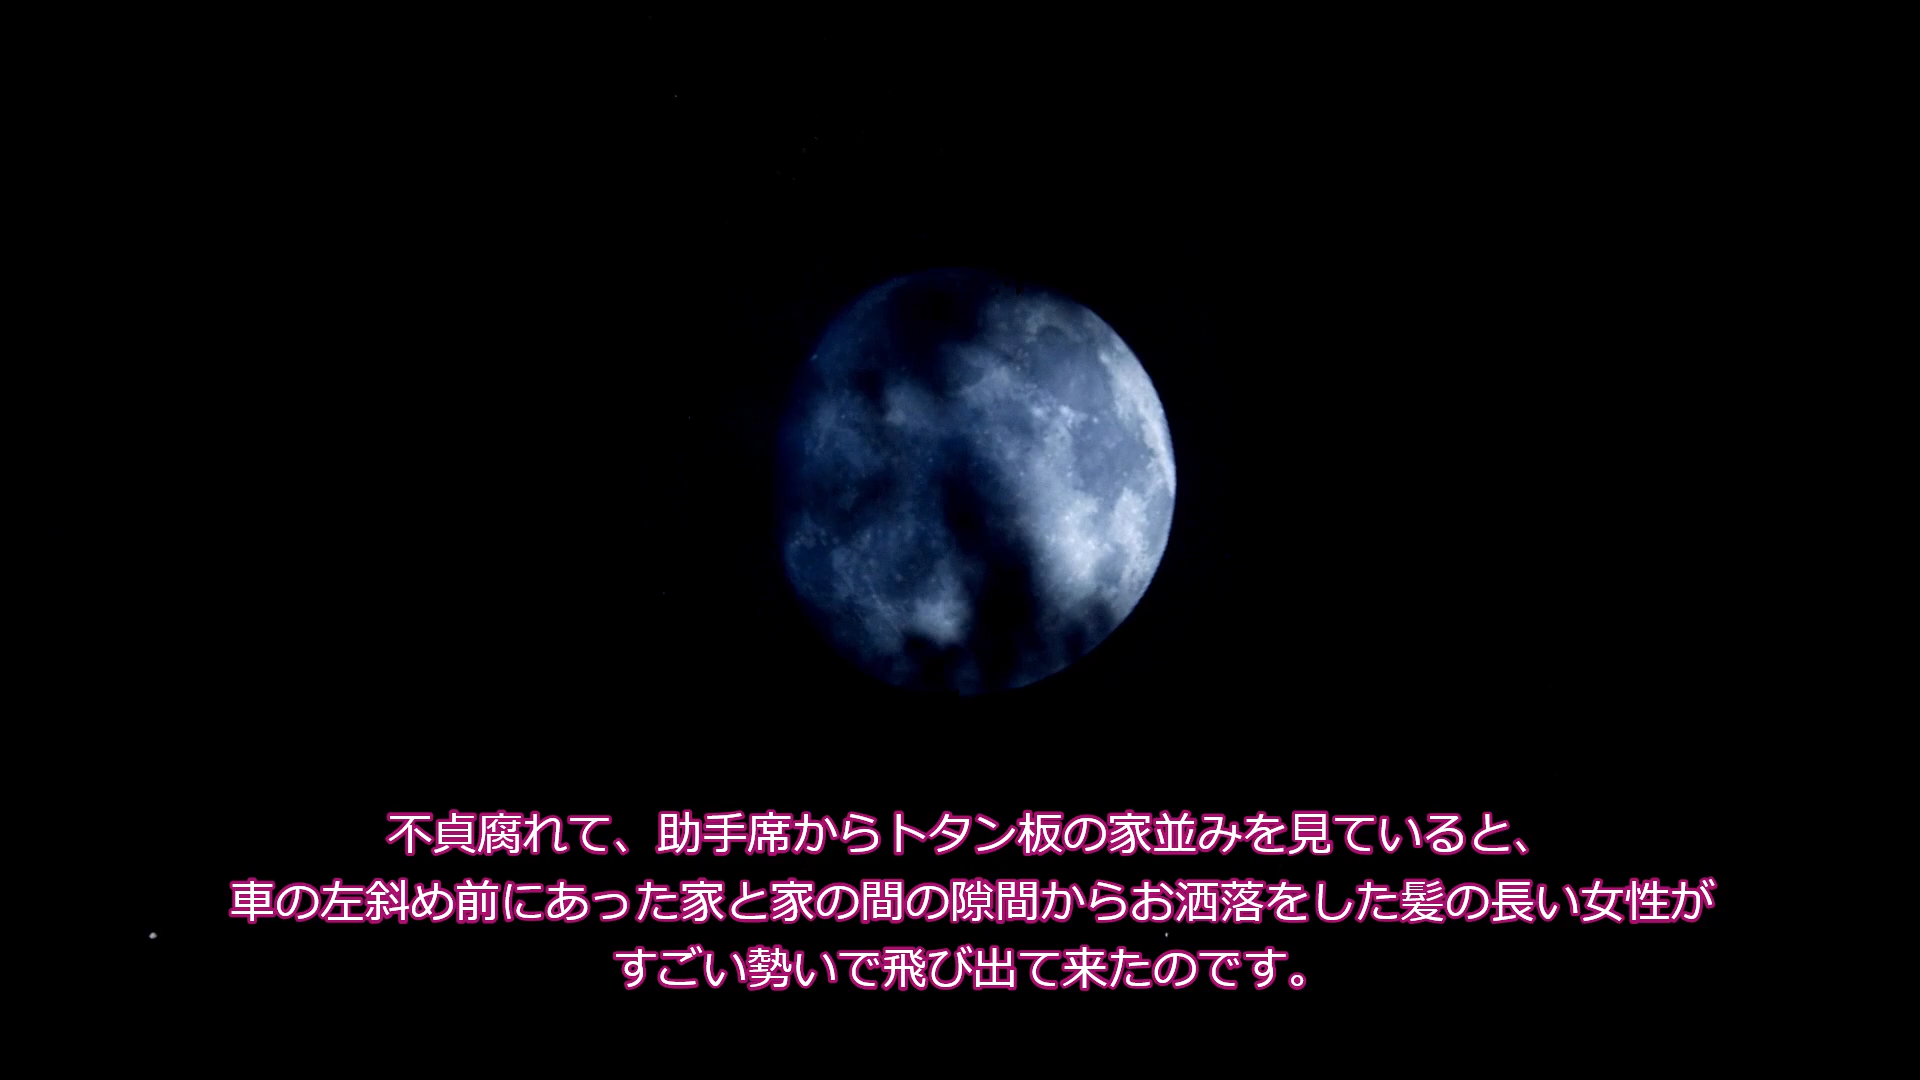 不貞腐れて、助手席からトタン板の家並みを見ていると、
車の左斜め前にあった家と家の間の隙間からお洒落をした髪の長い女性が
すごい勢いで飛び出て来たのです。